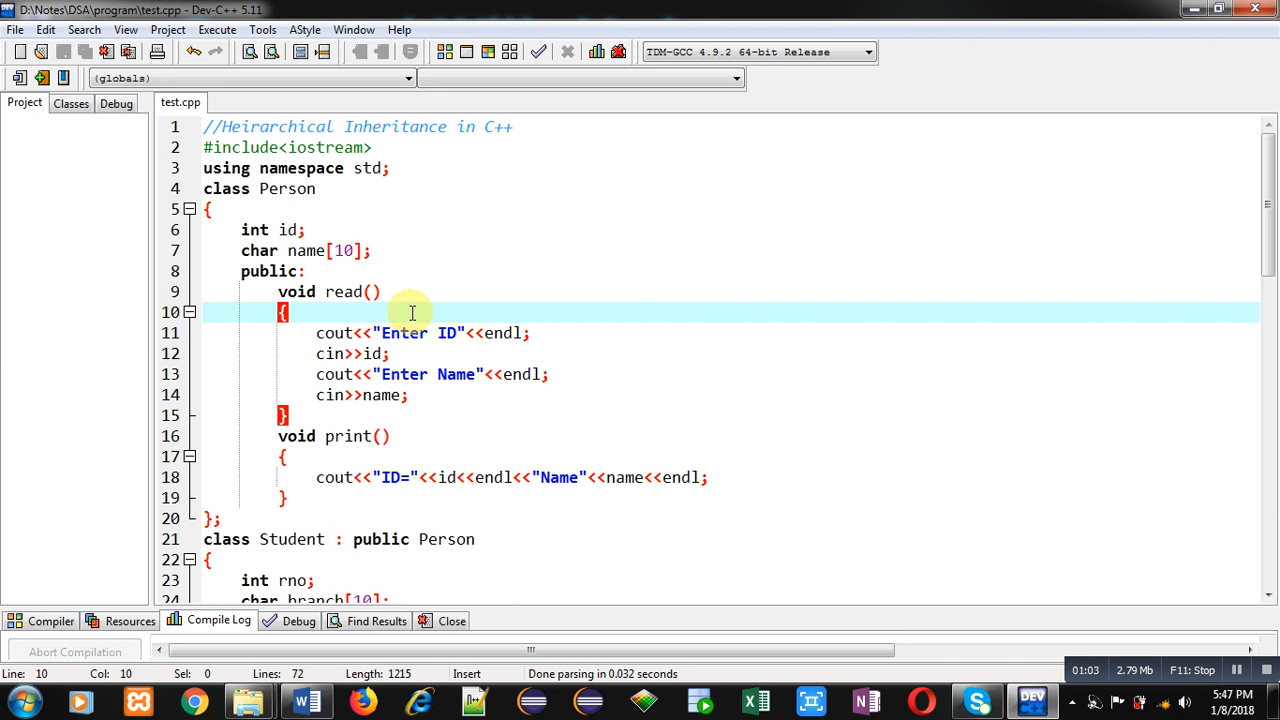 D:\Notes\DSA\program\test.cpp - Dev-C++ 5.11
File Edit Search View Project Execute Tools AStyle Window Help
TDM-GCC 4.9.2 64-bit Release
(globals)
Project Classes Debug test.cpp
1 //Heirarchical Inheritance in C++
2 #include<iostream>
3 using namespace std;
4 class Person
5 {
6 int id;
7 char name[10];
8 public:
9 void read()
10 {
11 cout<<"Enter ID"<<endl;
12 cin>>id;
13 cout<<"Enter Name"<<endl;
14 cin>>name;
15 }
16 void print()
17 {
18 cout<<"ID="<<id<<endl<<"Name"<<name<<endl;
19 }
20 };
21 class Student : public Person
22 {
23 int rno;
24 char branch[10];
Compiler Resources Compile Log Debug Find Results Close
Abort Compilation
Line: 10 Col: 10 Sel: 0 Lines: 72 Length: 1215 Insert Done parsing in 0.032 seconds
01:03 2.79 Mb F11: Stop
DEV
5:47 PM
1/8/2018